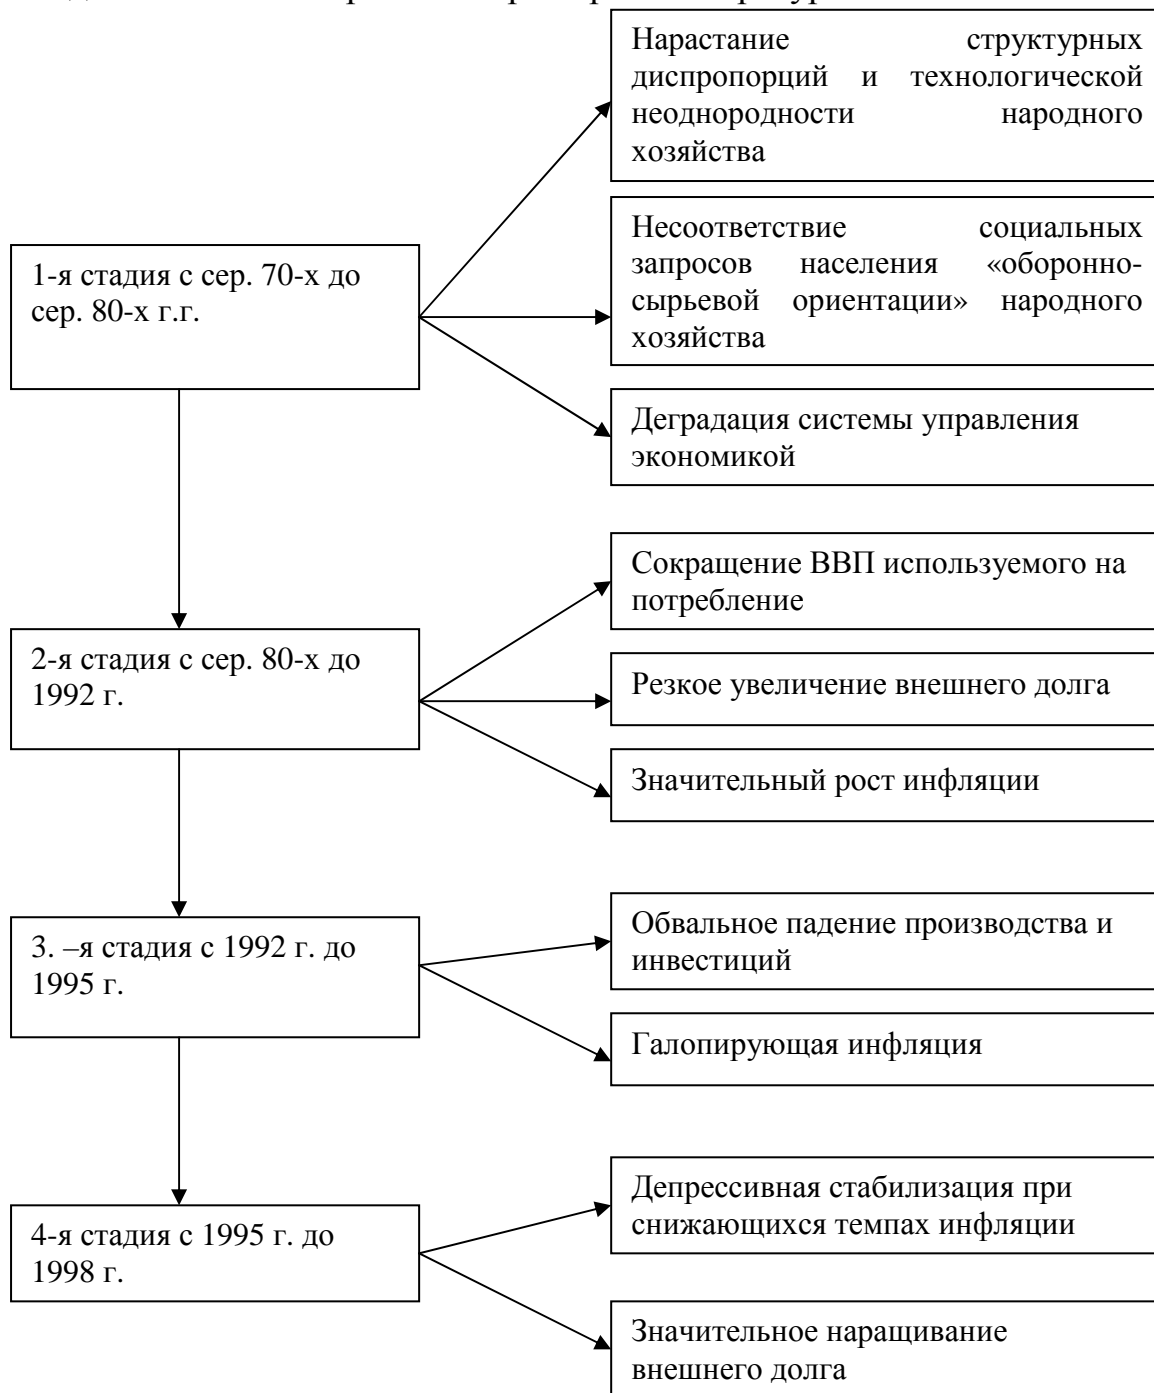 Нарастание структурных
диспропорций и технологической
неоднородности народного
хозяйства
Несоответствие социальных
запросов населения «оборонно-
сырьевой ориентации» народного
хозяйства
1-я стадия с сер. 70-х до
сер. 80-х г.г.
Деградация системы управления
экономикой
Сокращение ВВП используемого на
потребление
2-я стадия с сер. 80-х до
1992 г.
Резкое увеличение внешнего долга
Значительный рост инфляции
3. –я стадия с 1992 г. до
1995 г.
Обвальное падение производства и
инвестиций
Галопирующая инфляция
4-я стадия с 1995 г. до
1998 г.
Депрессивная стабилизация при
снижающихся темпах инфляции
Значительное наращивание
внешнего долга